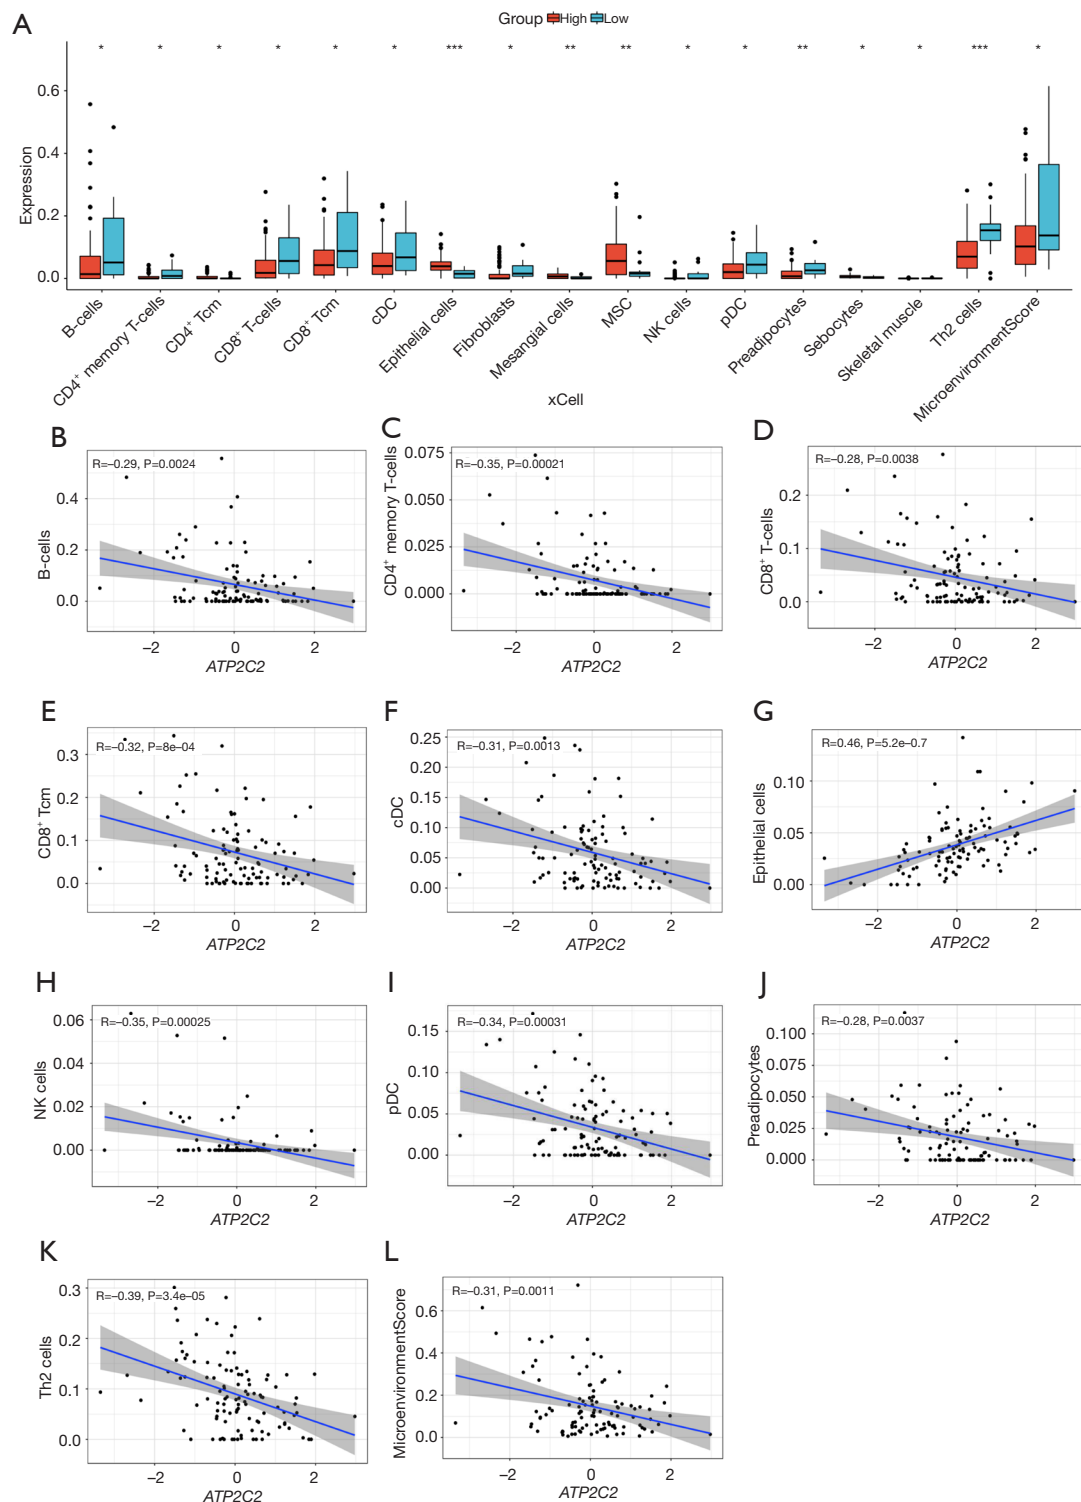 A
Group High Low
* * * * * * *** * ** ** * * ** * * *** *
Expression
0.6
0.4
0.2
0.0
B-cells
CD4⁺ memory T-cells
CD4⁺ Tcm
CD8⁺ T-cells
CD8⁺ Tcm
cDC
Epithelial cells
Fibroblasts
Mesangial cells
MSC
NK cells
pDC
Preadipocytes
Sebocytes
Skeletal muscle
Th2 cells
MicroenvironmentScore
xCell
B
R=−0.29, P=0.0024
B-cells
0.4
0.2
0.0
−2 0 2
ATP2C2
C
R=−0.35, P=0.00021
CD4⁺ memory T-cells
0.075
0.050
0.025
0.000
−2 0 2
ATP2C2
D
R=−0.28, P=0.0038
CD8⁺ T-cells
0.2
0.1
0.0
−2 0 2
ATP2C2
E
R=−0.32, P=8e−04
CD8⁺ Tcm
0.3
0.2
0.1
0.0
−2 0 2
ATP2C2
F
R=−0.31, P=0.0013
cDC
0.25
0.20
0.15
0.10
0.05
0.00
−2 0 2
ATP2C2
G
R=0.46, P=5.2e−0.7
Epithelial cells
0.10
0.05
0.00
−2 0 2
ATP2C2
H
R=−0.35, P=0.00025
NK cells
0.06
0.04
0.02
0.00
−2 0 2
ATP2C2
I
R=−0.34, P=0.00031
pDC
0.15
0.10
0.05
0.00
−2 0 2
ATP2C2
J
R=−0.28, P=0.0037
Preadipocytes
0.100
0.075
0.050
0.025
0.000
−2 0 2
ATP2C2
K
R=−0.39, P=3.4e−05
Th2 cells
0.3
0.2
0.1
0.0
−2 0 2
ATP2C2
L
R=−0.31, P=0.0011
MicroenvironmentScore
0.6
0.4
0.2
0.0
−2 0 2
ATP2C2